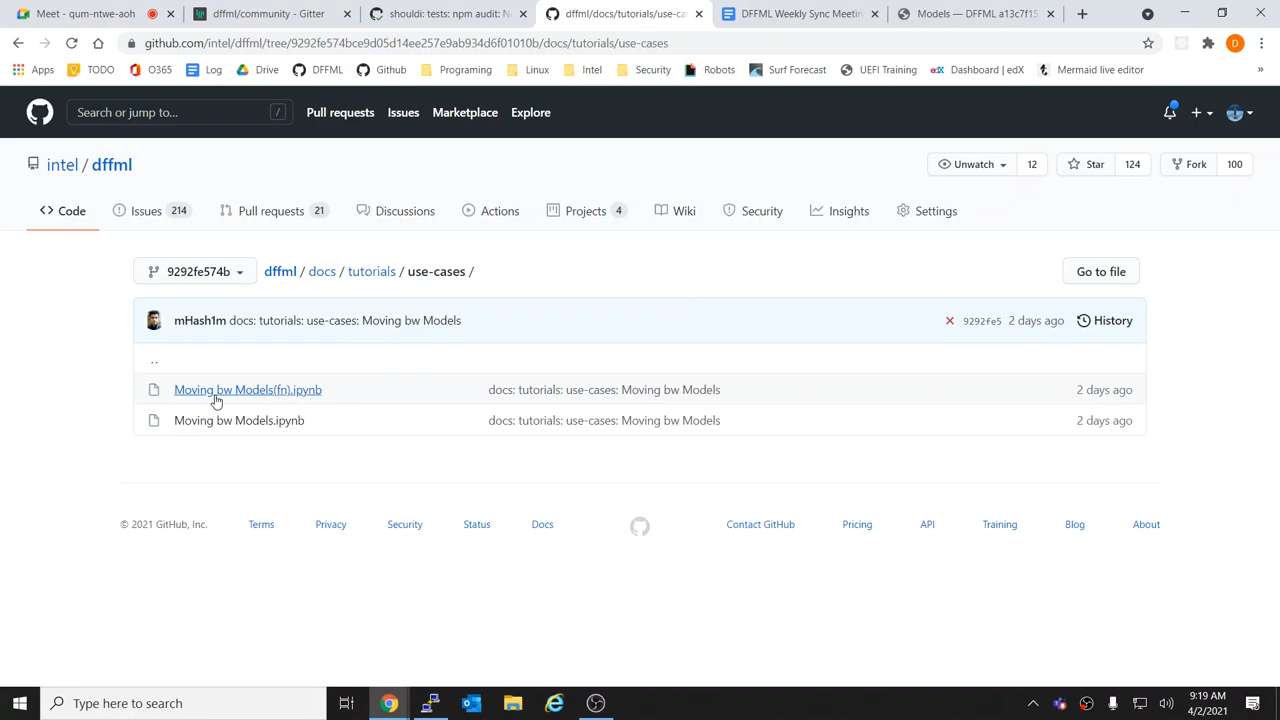 Meet - qum-ntwe-aoh
dffml/community - Gitter
shouldi: tests: npm audit: N
dffml/docs/tutorials/use-ca
DFFML Weekly Sync Meetin
Models — DFFML a13c7f15
github.com/intel/dffml/tree/9292fe574bce9d05d14ee257e9ab934d6f01010b/docs/tutorials/use-cases
Apps TODO O365 Log Drive DFFML Github Programing Linux Intel Security Robots Surf Forecast UEFI Training Dashboard | edX Mermaid live editor »
Search or jump to... / Pull requests Issues Marketplace Explore
intel / dffml Unwatch 12 Star 124 Fork 100
Code Issues 214 Pull requests 21 Discussions Actions Projects 4 Wiki Security Insights Settings
9292fe574b dffml / docs / tutorials / use-cases / Go to file
mHash1m docs: tutorials: use-cases: Moving bw Models 9292fe5 2 days ago History
..
Moving bw Models(fn).ipynb docs: tutorials: use-cases: Moving bw Models 2 days ago
Moving bw Models.ipynb docs: tutorials: use-cases: Moving bw Models 2 days ago
© 2021 GitHub, Inc. Terms Privacy Security Status Docs Contact GitHub Pricing API Training Blog About
Type here to search
9:19 AM
4/2/2021